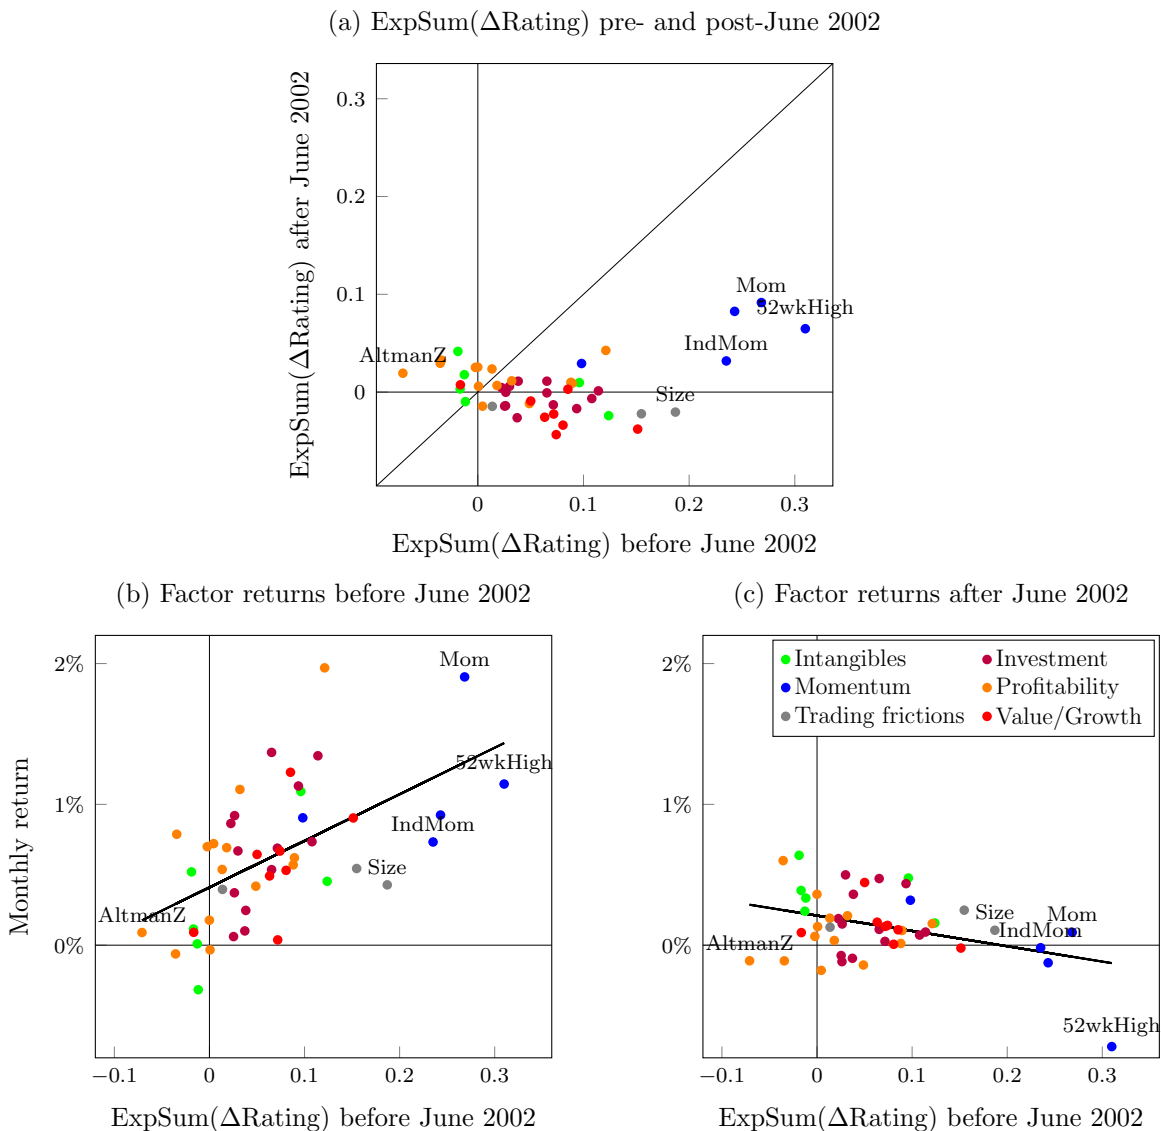 (a) ExpSum(ΔRating) pre- and post-June 2002
ExpSum(ΔRating) after June 2002
0.3
0.2
0.1
0
Mom
52wkHigh
IndMom
AltmanZ
Size
0
0.1
0.2
0.3
ExpSum(ΔRating) before June 2002
(b) Factor returns before June 2002
Monthly return
2%
1%
0%
Mom
52wkHigh
IndMom
Size
AltmanZ
−0.1
0
0.1
0.2
0.3
ExpSum(ΔRating) before June 2002
(c) Factor returns after June 2002
2%
1%
0%
Intangibles
Investment
Momentum
Profitability
Trading frictions
Value/Growth
Size
Mom
IndMom
AltmanZ
52wkHigh
−0.1
0
0.1
0.2
0.3
ExpSum(ΔRating) before June 2002